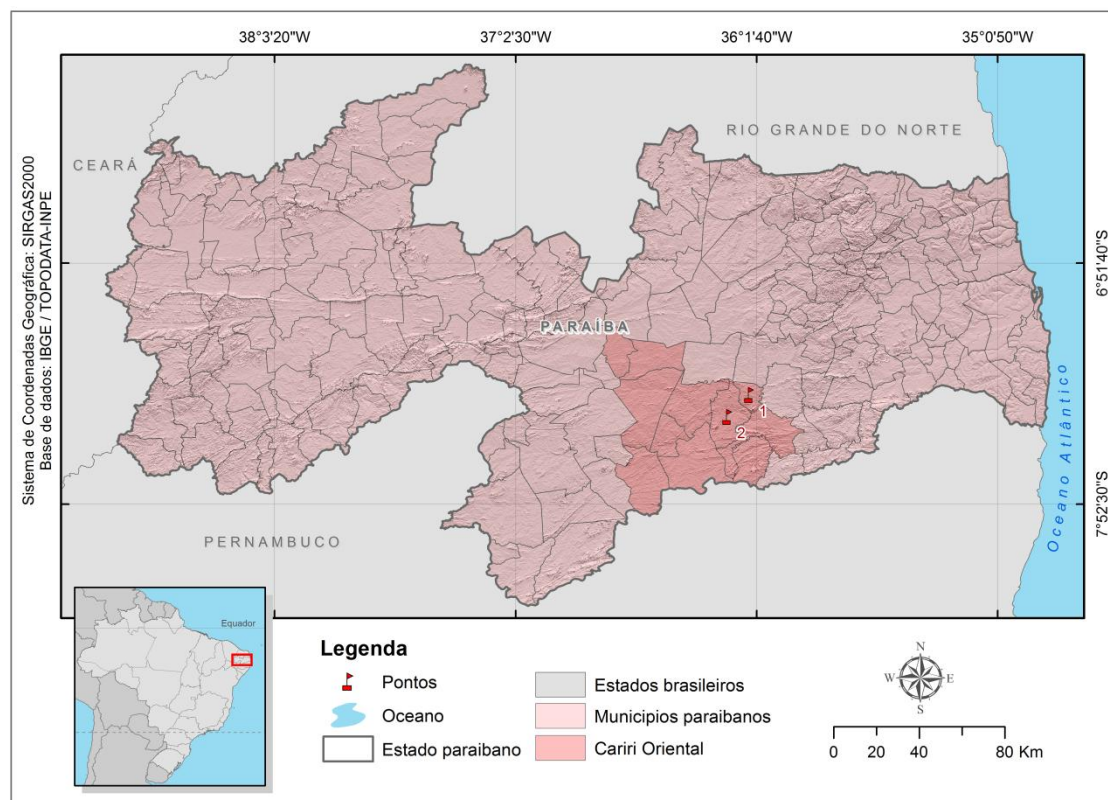 38°3'20"W 37°2'30"W 36°1'40"W 35°0'50"W
RIO GRANDE DO NORTE
CEARÁ
Sistema de Coordenadas Geográfica: SIRGAS2000
Base de dados: IBGE / TOPODATA-INPE
6°51'40"S
PARAÍBA
1
2
Oceano Atlântico
7°52'30"S
PERNAMBUCO
Equador
Legenda
Pontos
Oceano
Estado paraibano
Estados brasileiros
Municipios paraibanos
Cariri Oriental
N
W E
S
0 20 40 60 80 Km